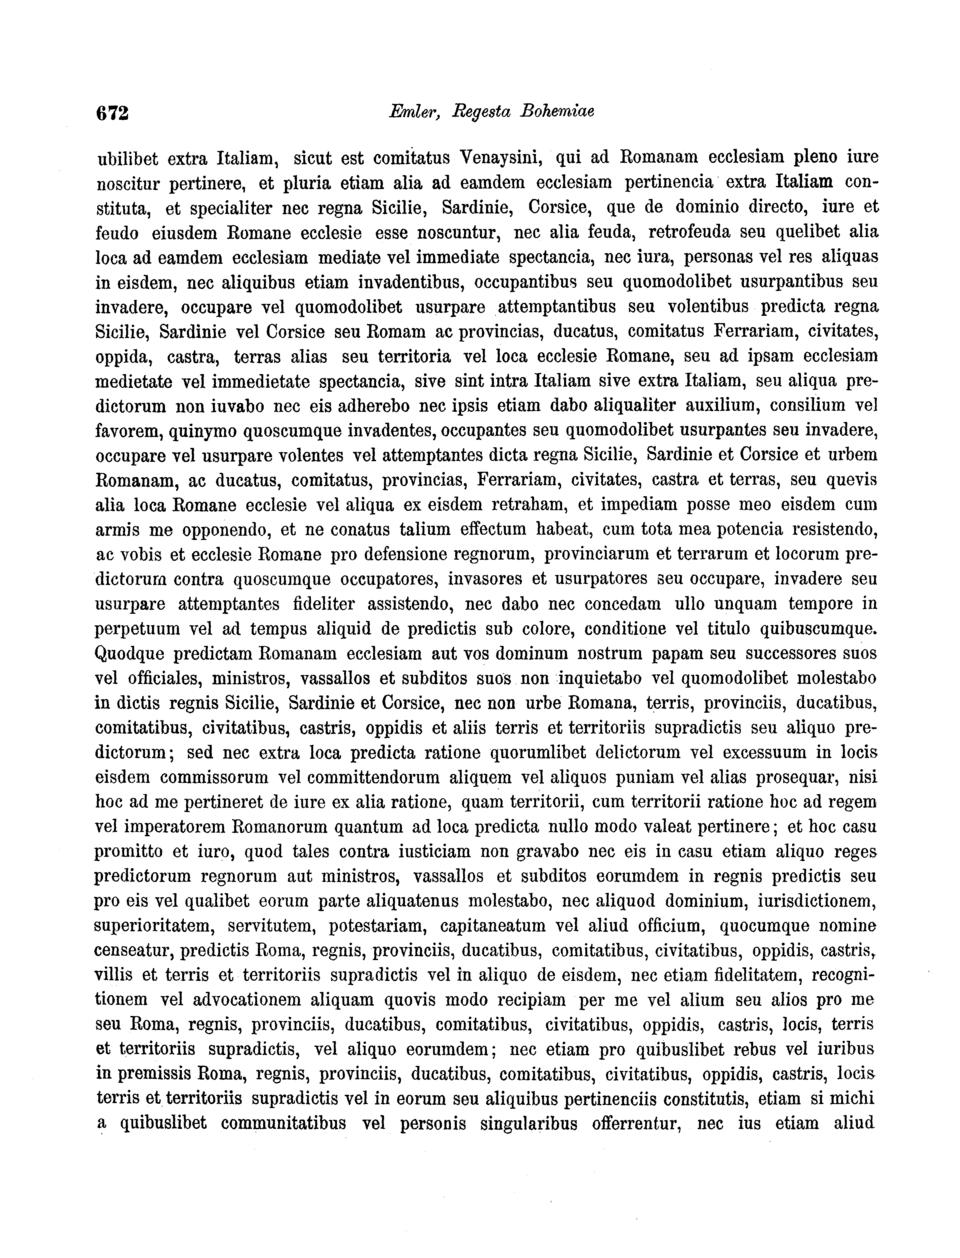 672 Emler, Regesta Bohemiae
ubilibet extra Italiam, sicut est comitatus Venaysini, qui ad Romanam ecclesiam pleno iure
noscitur pertinere, et pluria etiam alia ad eamdem ecclesiam pertinencia extra Italiam con-
stituta, et specialiter nec regna Sicilie, Sardinie, Corsice, que de dominio directo, iure et
feudo eiusdem Romane ecclesie esse noscuntur, nec alia feuda, retrofeuda seu quelibet alia
loca ad eamdem ecclesiam mediate vel immediate spectancia, nec iura, personas vel res aliquas
in eisdem, nec aliquibus etiam invadentibus, occupantibus seu quomodolibet usurpantibus seu
invadere, occupare vel quomodolibet usurpare attemptantibus seu volentibus predicta regna
Sicilie, Sardinie vel Corsice seu Romam ac provincias, ducatus, comitatus Ferrariam, civitates,
oppida, castra, terras alias seu territoria vel loca ecclesie Romane, seu ad ipsam ecclesiam
medietate vel immedietate spectancia, sive sint intra Italiam sive extra Italiam, seu aliqua pre-
dictorum non iuvabo nec eis adherebo nec ipsis etiam dabo aliqualiter auxilium, consilium vel
favorem, quinymo quoscumque invadentes, occupantes seu quomodolibet usurpantes seu invadere,
occupare vel usurpare volentes vel attemptantes dicta regna Sicilie, Sardinie et Corsice et urbem
Romanam, ac ducatus, comitatus, provincias, Ferrariam, civitates, castra et terras, seu quevis
alia loca Romane ecclesie vel aliqua ex eisdem retraham, et impediam posse meo eisdem cum
armis me opponendo, et ne conatus talium effectum habeat, cum tota mea potencia resistendo,
ac vobis et ecclesie Romane pro defensione regnorum, provinciarum et terrarum et locorum pre-
dictorum contra quoscumque occupatores, invasores et usurpatores seu occupare, invadere seu
usurpare attemptantes fideliter assistendo, nec dabo nec concedam ullo unquam tempore in
perpetuum vel ad tempus aliquid de predictis sub colore, conditione vel titulo quibuscumque.
Quodque predictam Romanam ecclesiam aut vos dominum nostrum papam seu successores suos
vel officiales, ministros, vassallos et subditos suos non inquietabo vel quomodolibet molestabo
in dictis regnis Sicilie, Sardinie et Corsice, nec non urbe Romana, terris, provinciis, ducatibus,
comitatibus, civitatibus, castris, oppidis et aliis terris et territoriis supradictis seu aliquo pre-
dictorum; sed nec extra loca predicta ratione quorumlibet delictorum vel excessuum in locis
eisdem commissorum vel committendorum aliquem vel aliquos puniam vel alias prosequar, nisi
hoc ad me pertineret de iure ex alia ratione, quam territorii, cum territorii ratione hoc ad regem
vel imperatorem Romanorum quantum ad loca predicta nullo modo valeat pertinere; et hoc casu
promitto et iuro, quod tales contra iusticiam non gravabo nec eis in casu etiam aliquo reges
predictorum regnorum aut ministros, vassallos et subditos eorumdem in regnis predictis seu
pro eis vel qualibet eorum parte aliquatenus molestabo, nec aliquod dominium, iurisdictionem,
superioritatem, servitutem, potestariam, capitaneatum vel aliud officium, quocumque nomine
censeatur, predictis Roma, regnis, provinciis, ducatibus, comitatibus, civitatibus, oppidis, castris,
villis et terris et territoriis supradictis vel in aliquo de eisdem, nec etiam fidelitatem, recogni-
tionem vel advocationem aliquam quovis modo recipiam per me vel alium seu alios pro me
seu Roma, regnis, provinciis, ducatibus, comitatibus, civitatibus, oppidis, castris, locis, terris
et territoriis supradictis, vel aliquo eorumdem; nec etiam pro quibuslibet rebus vel iuribus
in premissis Roma, regnis, provinciis, ducatibus, comitatibus, civitatibus, oppidis, castris, locis
terris et territoriis supradictis vel in eorum seu aliquibus pertinenciis constitutis, etiam si michi
a quibuslibet communitatibus vel personis singularibus offerrentur, nec ius etiam aliud